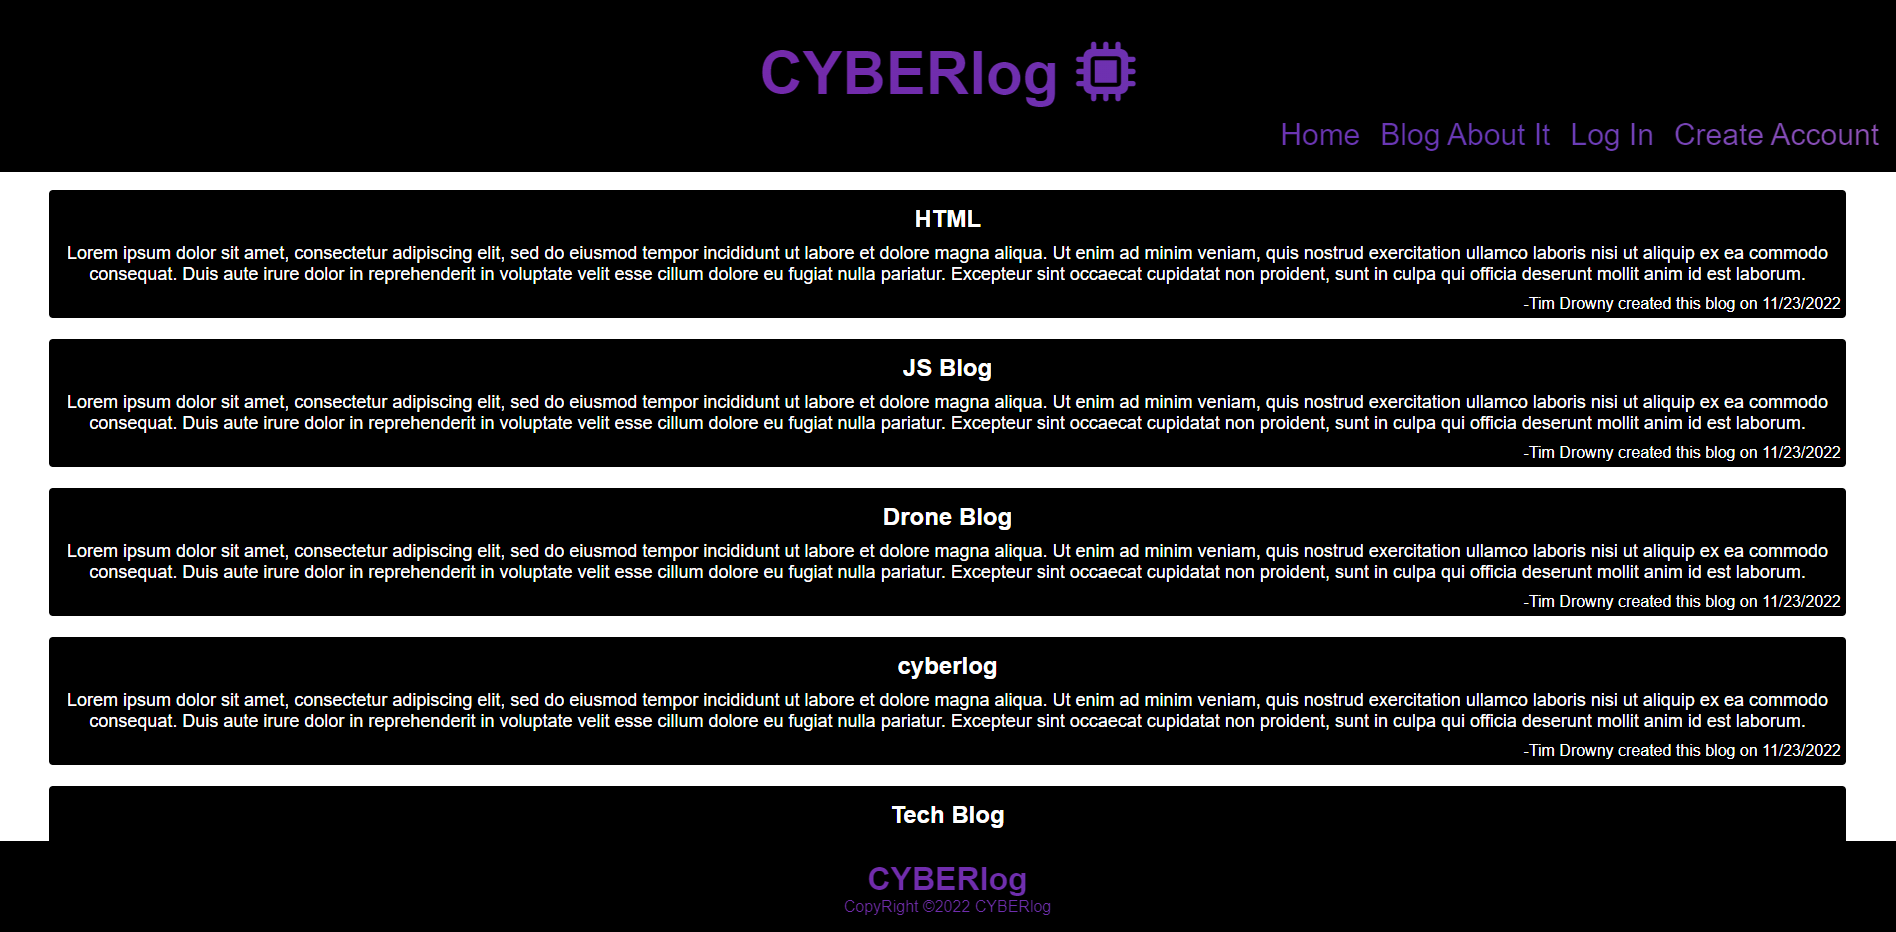 CYBERlog
Home Blog About It Log In Create Account
HTML
Lorem ipsum dolor sit amet, consectetur adipiscing elit, sed do eiusmod tempor incididunt ut labore et dolore magna aliqua. Ut enim ad minim veniam, quis nostrud exercitation ullamco laboris nisi ut aliquip ex ea commodo
consequat. Duis aute irure dolor in reprehenderit in voluptate velit esse cillum dolore eu fugiat nulla pariatur. Excepteur sint occaecat cupidatat non proident, sunt in culpa qui officia deserunt mollit anim id est laborum.
-Tim Drowny created this blog on 11/23/2022
JS Blog
Lorem ipsum dolor sit amet, consectetur adipiscing elit, sed do eiusmod tempor incididunt ut labore et dolore magna aliqua. Ut enim ad minim veniam, quis nostrud exercitation ullamco laboris nisi ut aliquip ex ea commodo
consequat. Duis aute irure dolor in reprehenderit in voluptate velit esse cillum dolore eu fugiat nulla pariatur. Excepteur sint occaecat cupidatat non proident, sunt in culpa qui officia deserunt mollit anim id est laborum.
-Tim Drowny created this blog on 11/23/2022
Drone Blog
Lorem ipsum dolor sit amet, consectetur adipiscing elit, sed do eiusmod tempor incididunt ut labore et dolore magna aliqua. Ut enim ad minim veniam, quis nostrud exercitation ullamco laboris nisi ut aliquip ex ea commodo
consequat. Duis aute irure dolor in reprehenderit in voluptate velit esse cillum dolore eu fugiat nulla pariatur. Excepteur sint occaecat cupidatat non proident, sunt in culpa qui officia deserunt mollit anim id est laborum.
-Tim Drowny created this blog on 11/23/2022
cyberlog
Lorem ipsum dolor sit amet, consectetur adipiscing elit, sed do eiusmod tempor incididunt ut labore et dolore magna aliqua. Ut enim ad minim veniam, quis nostrud exercitation ullamco laboris nisi ut aliquip ex ea commodo
consequat. Duis aute irure dolor in reprehenderit in voluptate velit esse cillum dolore eu fugiat nulla pariatur. Excepteur sint occaecat cupidatat non proident, sunt in culpa qui officia deserunt mollit anim id est laborum.
-Tim Drowny created this blog on 11/23/2022
Tech Blog
CYBERlog
CopyRight ©2022 CYBERlog